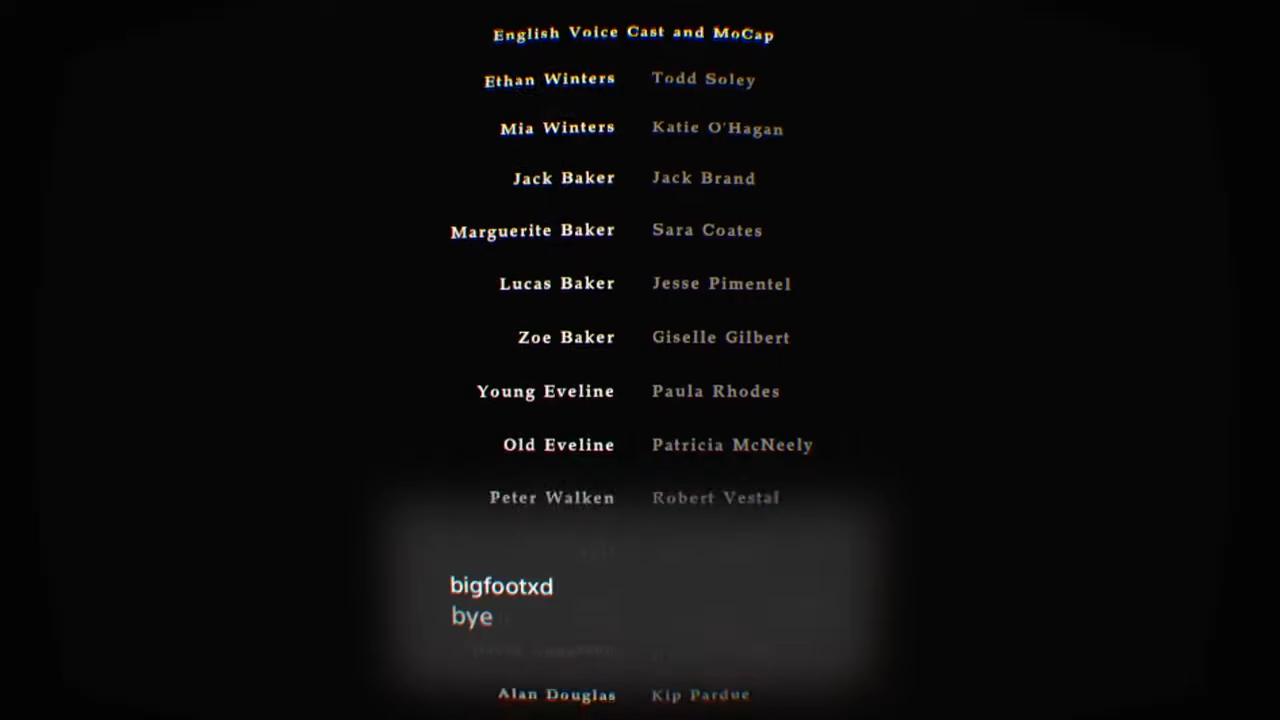 English Voice Cast and MoCap
Ethan Winters Todd Soley
Mia Winters Katie O'Hagan
Jack Baker Jack Brand
Marguerite Baker Sara Coates
Lucas Baker Jesse Pimentel
Zoe Baker Giselle Gilbert
Young Eveline Paula Rhodes
Old Eveline Patricia McNeely
Peter Walken Robert Vestal
bigfootxd
bye
Alan Douglas Kip Pardue